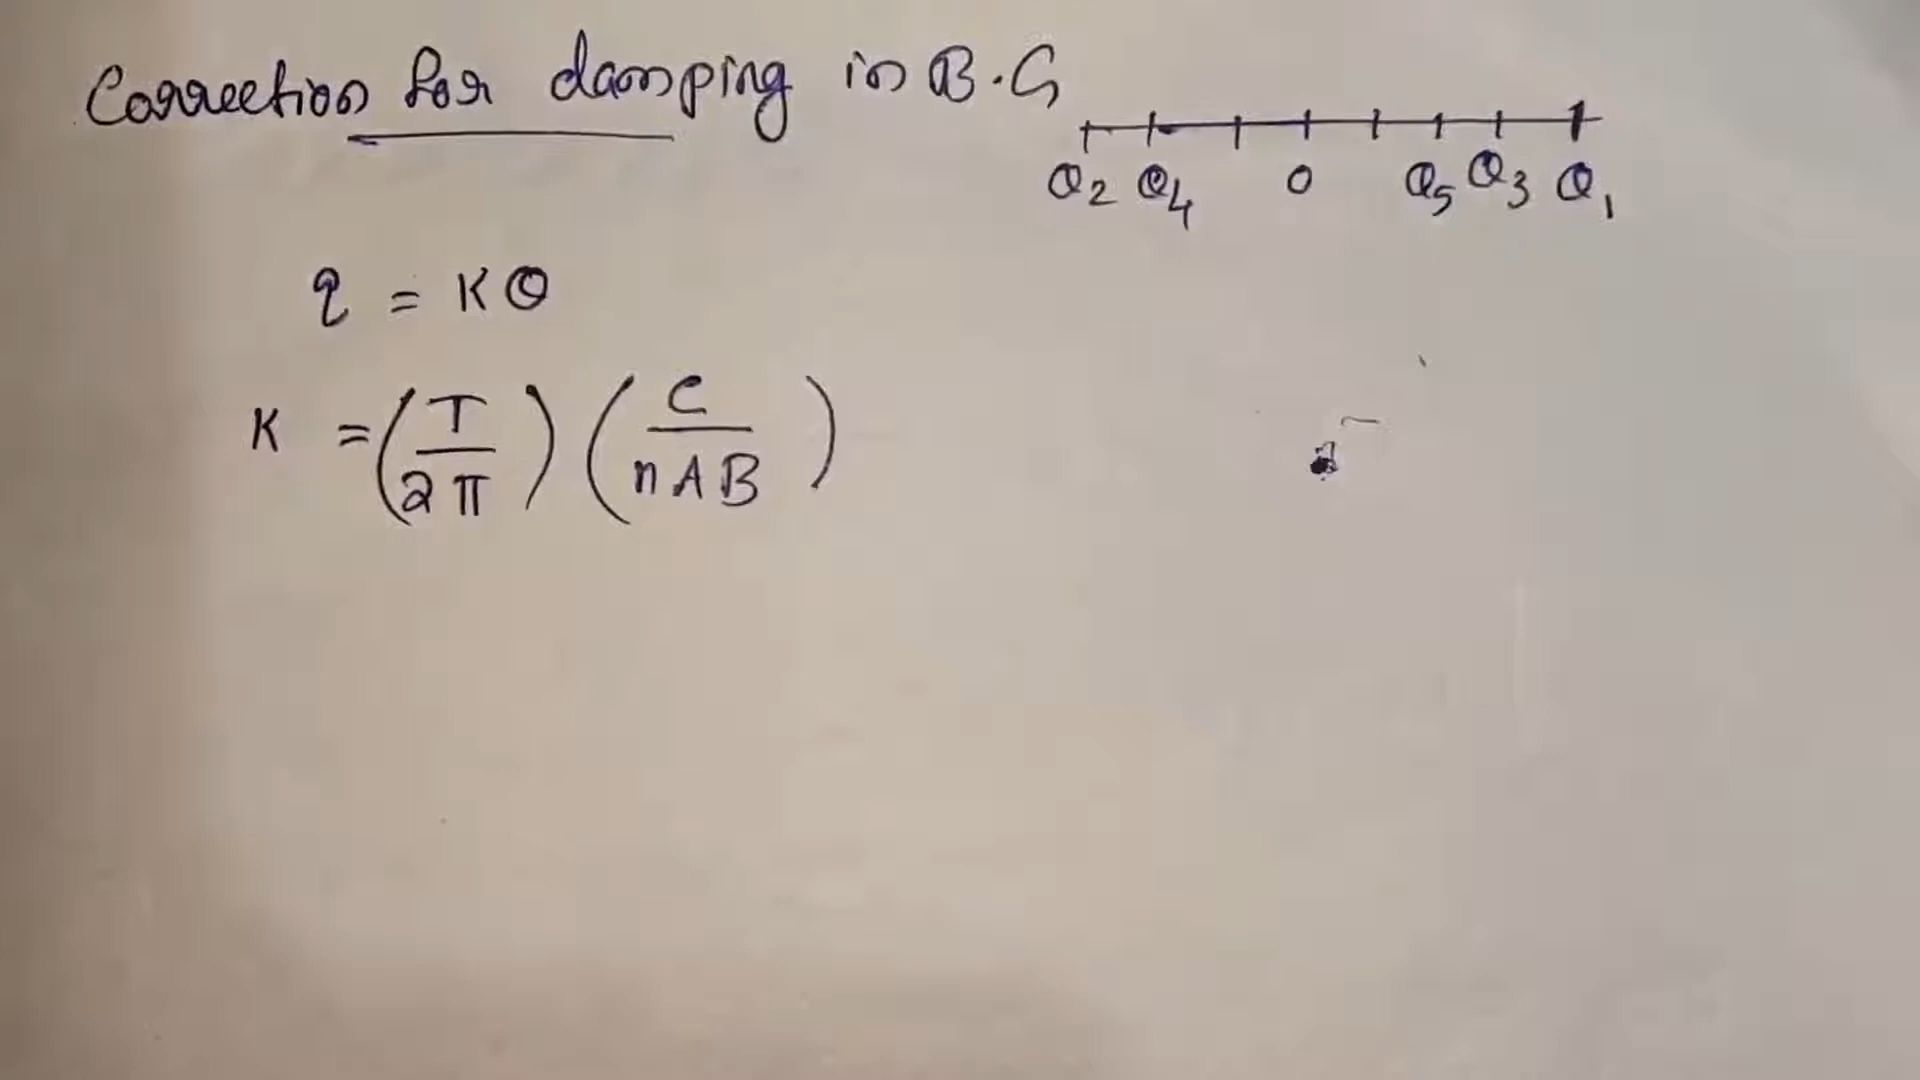 Correction for damping in B.G
θ2 θ4 0 θ5 θ3 θ1
q = Kθ
K = (T/2π) (C/nAB)